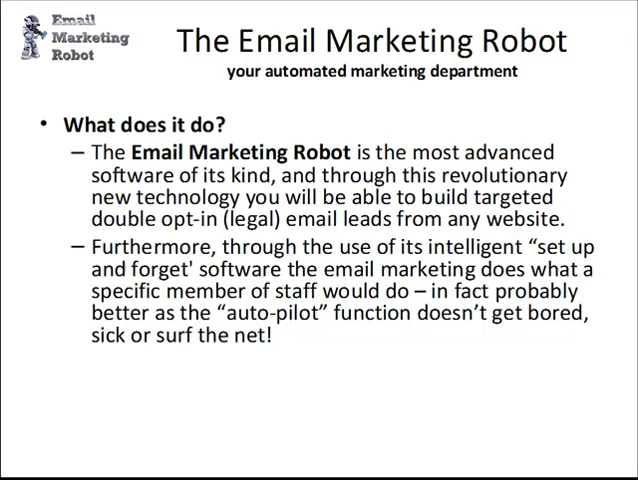 Email
Marketing
Robot
The Email Marketing Robot
your automated marketing department
• What does it do?
– The Email Marketing Robot is the most advanced
software of its kind, and through this revolutionary
new technology you will be able to build targeted
double opt-in (legal) email leads from any website.
– Furthermore, through the use of its intelligent “set up
and forget' software the email marketing does what a
specific member of staff would do – in fact probably
better as the “auto-pilot” function doesn’t get bored,
sick or surf the net!